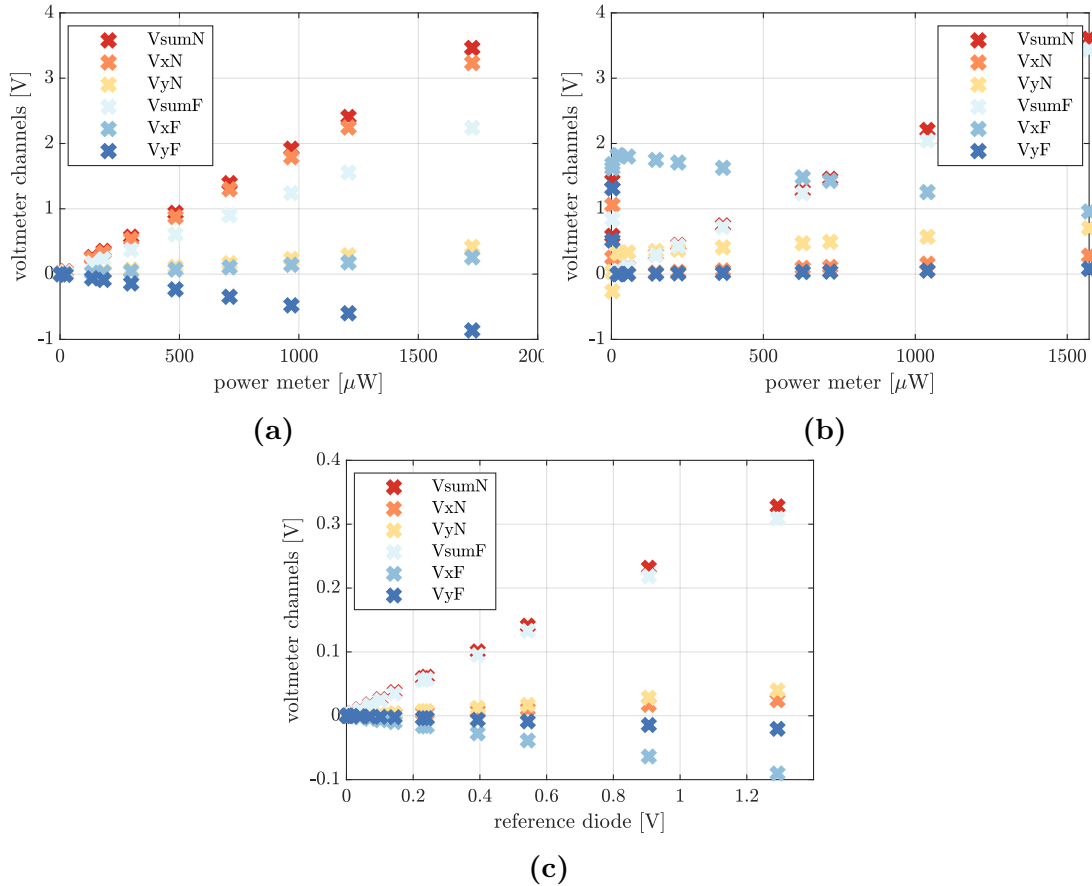 4
3
2
1
0
-1
voltmeter channels [V]
VsumN
VxN
VyN
VsumF
VxF
VyF
0
500
1000
1500
200
power meter [μW]
(a)
4
3
2
1
0
-1
voltmeter channels [V]
VsumN
VxN
VyN
VsumF
VxF
VyF
0
500
1000
1500
power meter [μW]
(b)
0.4
0.3
0.2
0.1
0
-0.1
voltmeter channels [V]
VsumN
VxN
VyN
VsumF
VxF
VyF
0
0.2
0.4
0.6
0.8
1
1.2
reference diode [V]
(c)